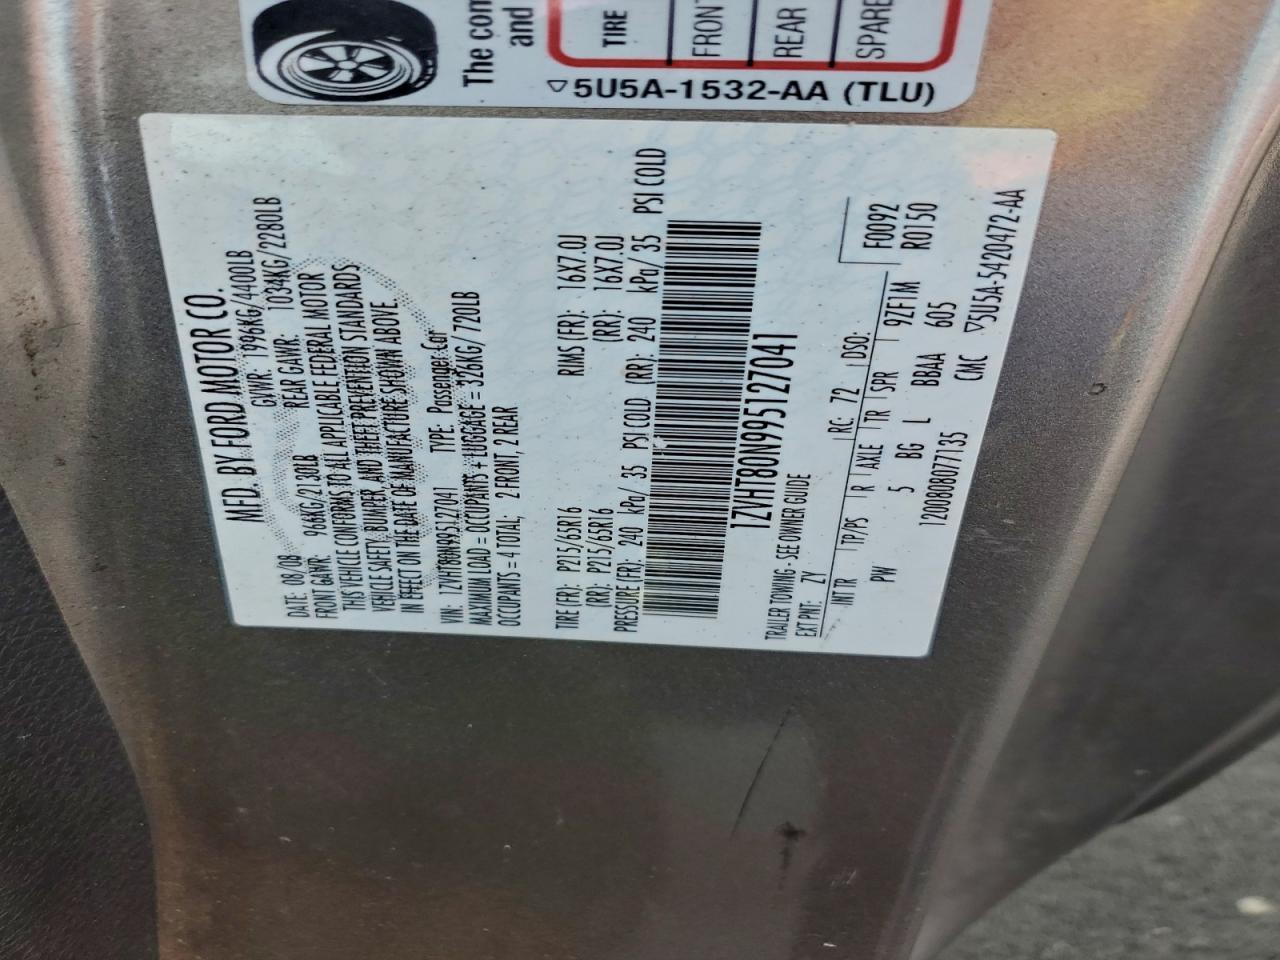 The com
and
TIRE
FRONT
REAR
SPARE
▽5U5A-1532-AA (TLU)
MFD. BY FORD MOTOR CO.
DATE: 08/08 GVWR: 1996KG/4400LB
FRONT GAWR: 966KG/2130LB REAR GAWR: 1034KG/2280LB
THIS VEHICLE CONFORMS TO ALL APPLICABLE FEDERAL MOTOR
VEHICLE SAFETY, BUMPER, AND THEFT PREVENTION STANDARDS
IN EFFECT ON THE DATE OF MANUFACTURE SHOWN ABOVE.
VIN: 1ZVHT80N995127041 TYPE: Passenger Car
MAXIMUM LOAD = OCCUPANTS + LUGGAGE = 326KG/ 720LB
OCCUPANTS = 4 TOTAL; 2 FRONT, 2 REAR
TIRE (FR): P215/65R16 RIMS (FR): 16X7.0J
(RR): P215/65R16 (RR): 16X7.0J
PRESSURE (FR): 240 kPa/ 35 PSI COLD (RR): 240 kPa/ 35 PSI COLD
1ZVHT80N995127041
TRAILER TOWING - SEE OWNER GUIDE
EXT PNT: ZY RC: 72 DSO: F0092
INT TR TP/PS R AXLE TR SPR 9ZF1M R0150
PW 5 BG L BBAA 605
12008080877135 CMC ▽5U5A-5420472-AA